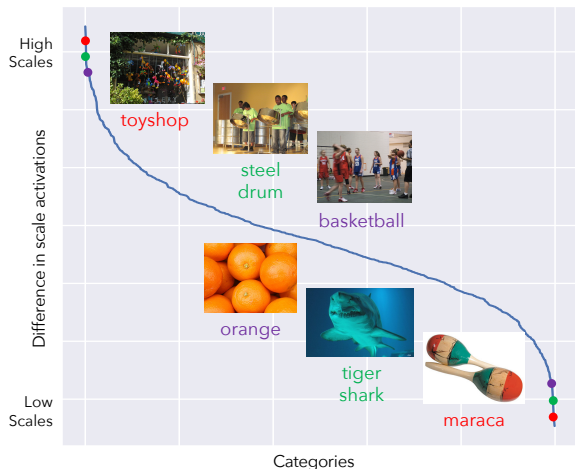 High
Scales
toyshop
steel
drum
basketball
Difference in scale activations
orange
tiger
shark
maraca
Low
Scales
Categories